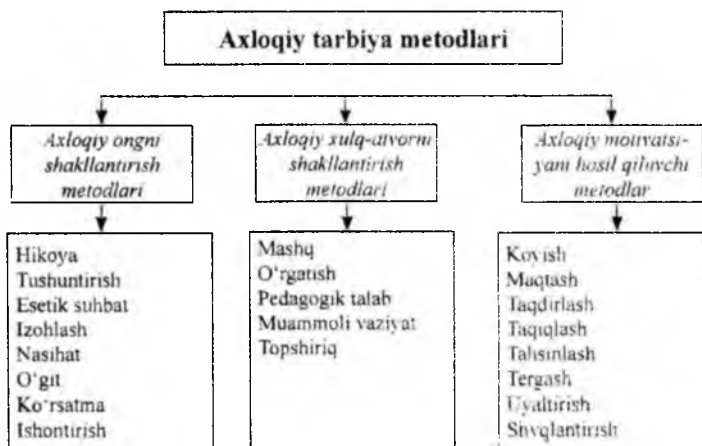 Axloqiy tarbiya metodlari
Axloqiy ongni
shakllantirish
metodlari
Axloqiy xulq-atvorni
shakllantirish
metodlari
Axloqiy motivatsi-
yani hosil qiluvchi
metodlar
Hikoya
Tushuntirish
Esetik suhbat
Izohlash
Nasihat
O‘git
Ko‘rsatma
Ishontirish
Mashq
O‘rgatish
Pedagogik talab
Muammoli vaziyat
Topshiriq
Koyish
Maqtash
Taqdirlash
Taqiqlash
Tahsinlash
Tergash
Uyaltirish
Shvqlantirish